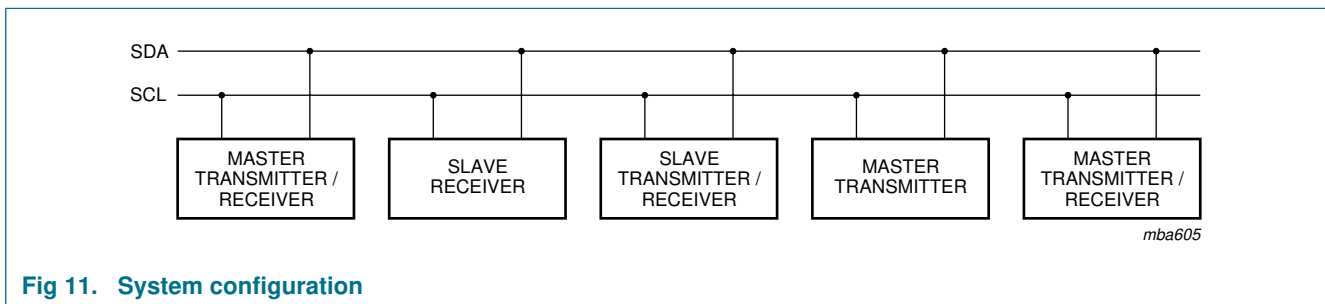 SDA
SCL
MASTER
TRANSMITTER /
RECEIVER
SLAVE
RECEIVER
SLAVE
TRANSMITTER /
RECEIVER
MASTER
TRANSMITTER
MASTER
TRANSMITTER /
RECEIVER
mba605
Fig 11. System configuration